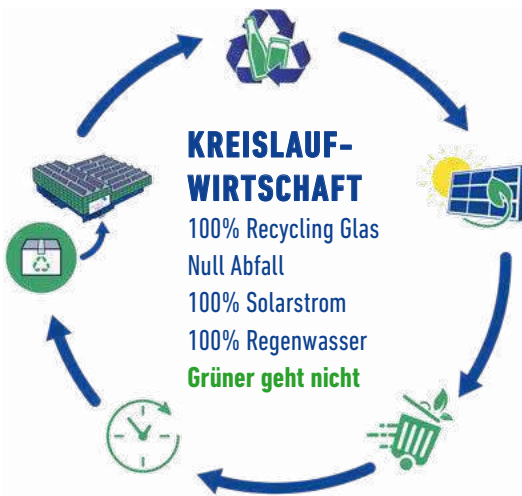 KREISLAUF-
WIRTSCHAFT
100% Recycling Glas
Null Abfall
100% Solarstrom
100% Regenwasser
Grüner geht nicht